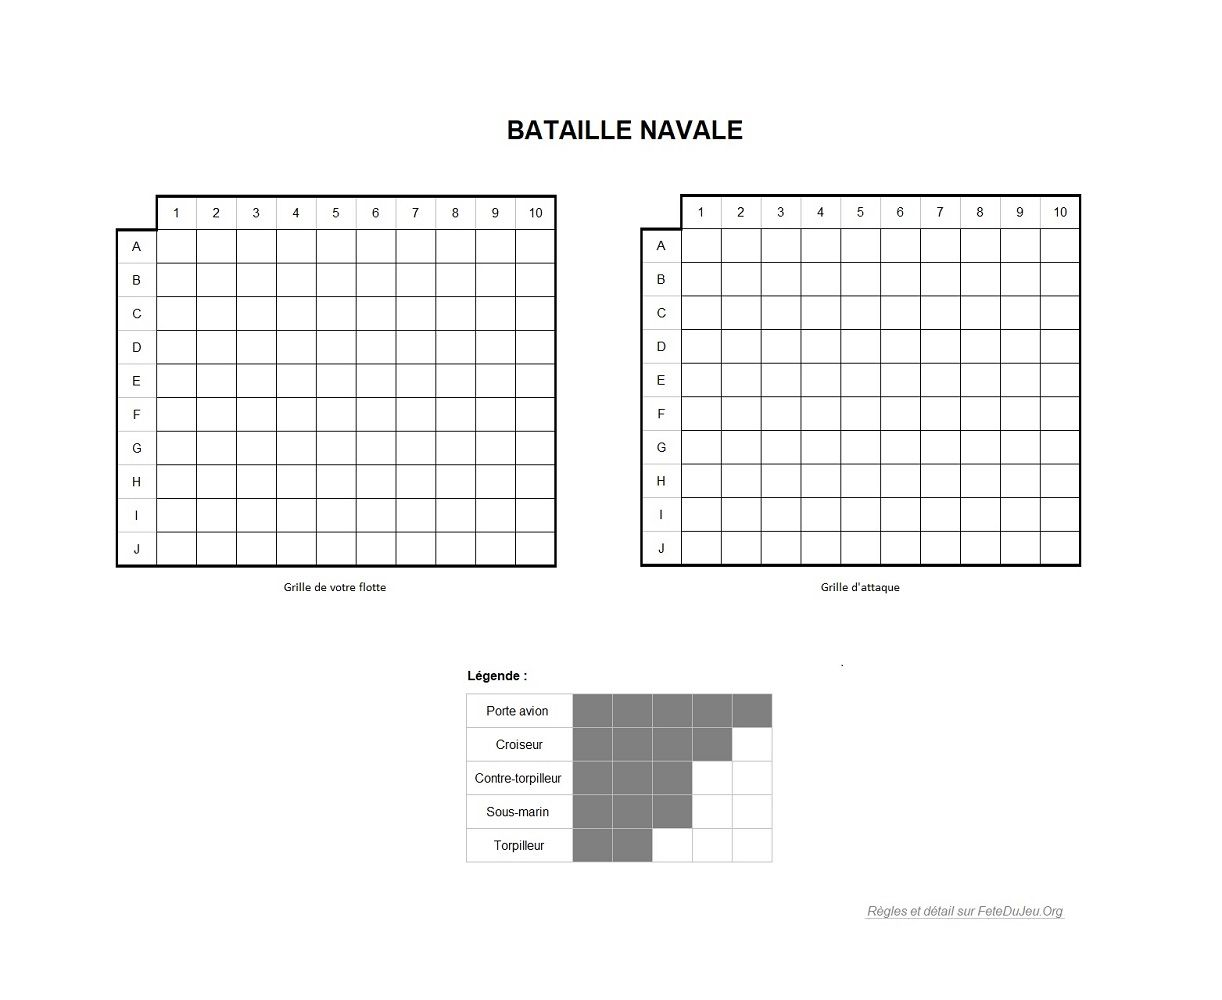 BATAILLE NAVALE
1 2 3 4 5 6 7 8 9 10
A
B
C
D
E
F
G
H
I
J
Grille de votre flotte
1 2 3 4 5 6 7 8 9 10
A
B
C
D
E
F
G
H
I
J
Grille d'attaque
Légende :
Porte avion
Croiseur
Contre-torpilleur
Sous-marin
Torpilleur
Règles et détail sur FeteDuJeu.Org